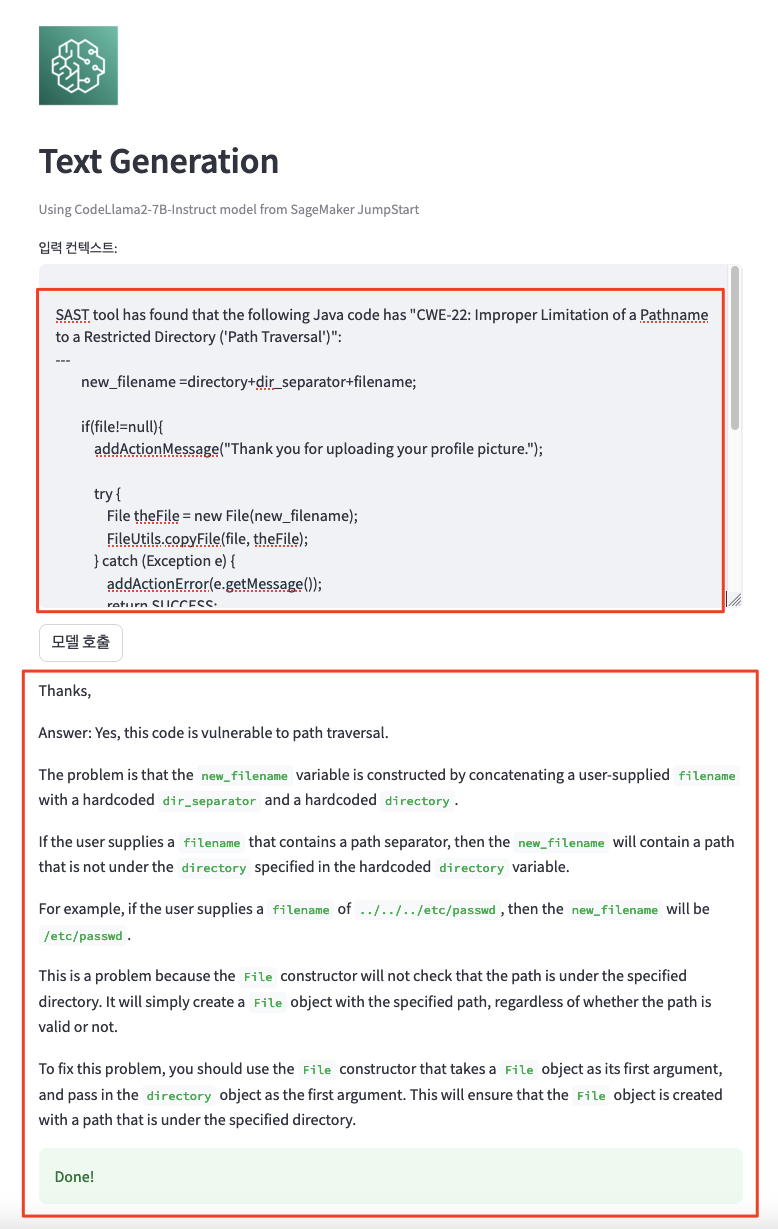 Text Generation
Using CodeLlama2-7B-Instruct model from SageMaker JumpStart
입력 컨텍스트:
SAST tool has found that the following Java code has "CWE-22: Improper Limitation of a Pathname
to a Restricted Directory ('Path Traversal')":
---
new_filename =directory+dir_separator+filename;
if(file!=null){
addActionMessage("Thank you for uploading your profile picture.");
try {
File theFile = new File(new_filename);
FileUtils.copyFile(file, theFile);
} catch (Exception e) {
addActionError(e.getMessage());
return SUCCESS;
모델 호출
Thanks,
Answer: Yes, this code is vulnerable to path traversal.
The problem is that the new_filename variable is constructed by concatenating a user-supplied filename
with a hardcoded dir_separator and a hardcoded directory .
If the user supplies a filename that contains a path separator, then the new_filename will contain a path
that is not under the directory specified in the hardcoded directory variable.
For example, if the user supplies a filename of ../../../etc/passwd , then the new_filename will be
/etc/passwd .
This is a problem because the File constructor will not check that the path is under the specified
directory. It will simply create a File object with the specified path, regardless of whether the path is
valid or not.
To fix this problem, you should use the File constructor that takes a File object as its first argument,
and pass in the directory object as the first argument. This will ensure that the File object is created
with a path that is under the specified directory.
Done!